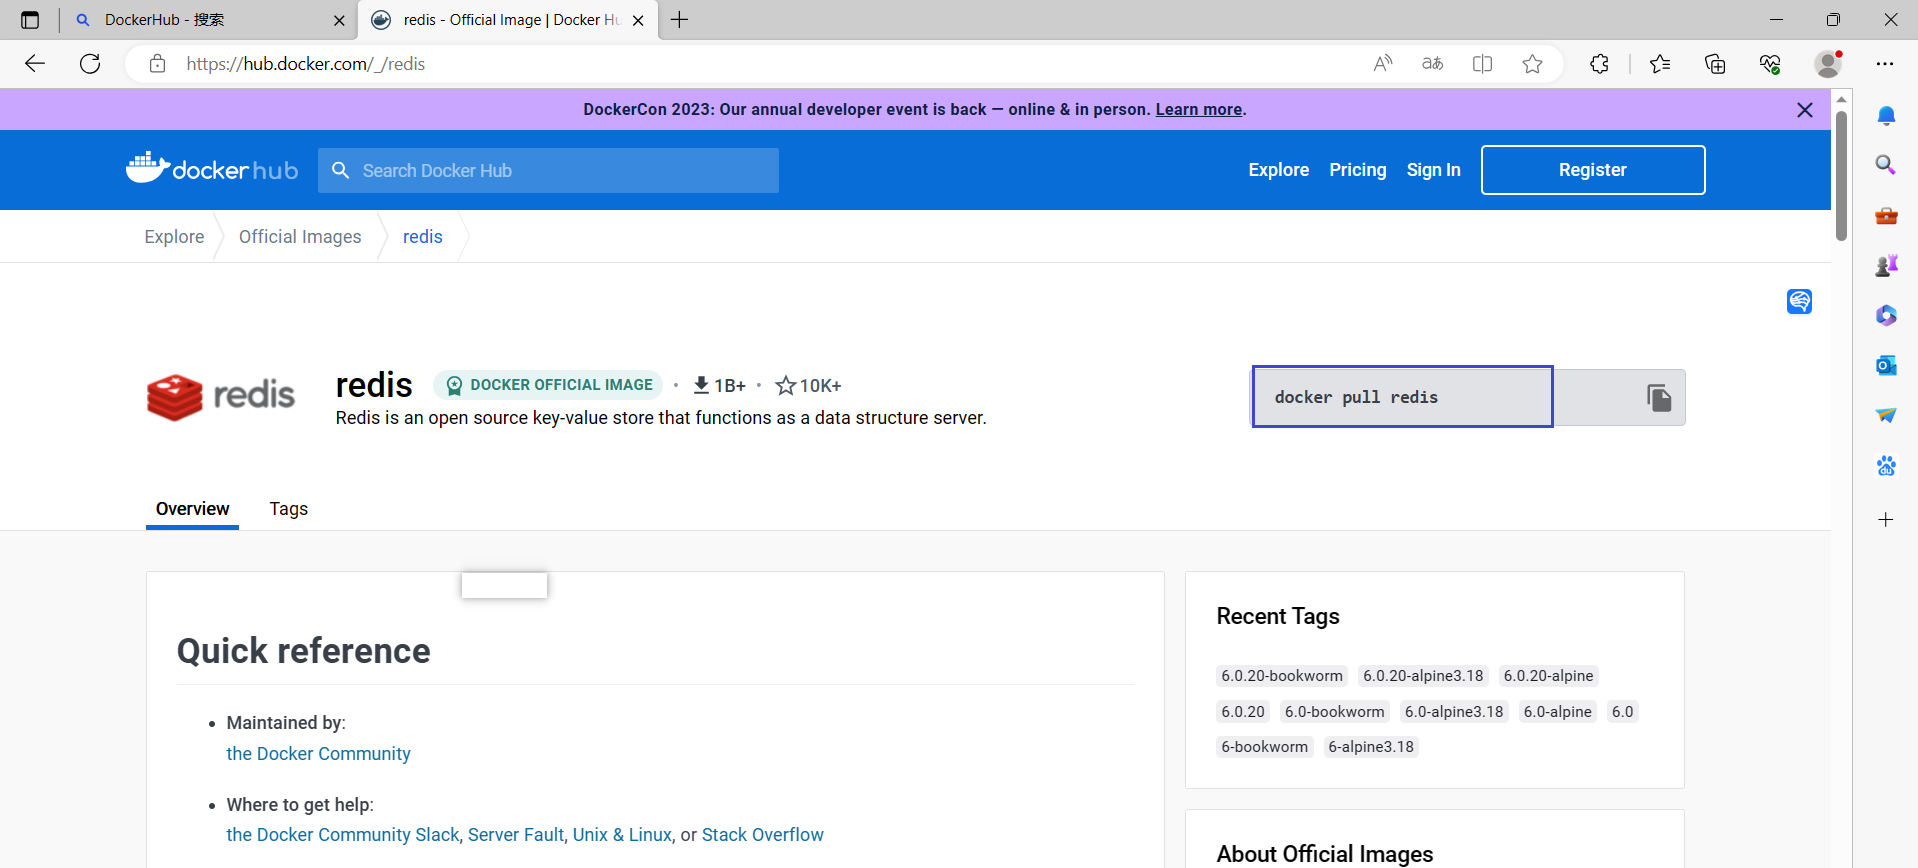 DockerHub - 搜索
redis - Official Image | Docker Hu
https://hub.docker.com/_/redis
DockerCon 2023: Our annual developer event is back — online & in person. Learn more.
docker hub
Search Docker Hub
Explore
Pricing
Sign In
Register
Explore
Official Images
redis
redis
redis
DOCKER OFFICIAL IMAGE
· 1B+ · 10K+
Redis is an open source key-value store that functions as a data structure server.
docker pull redis
Overview
Tags
Quick reference
• Maintained by:
the Docker Community
• Where to get help:
the Docker Community Slack, Server Fault, Unix & Linux, or Stack Overflow
Recent Tags
6.0.20-bookworm 6.0.20-alpine3.18 6.0.20-alpine
6.0.20 6.0-bookworm 6.0-alpine3.18 6.0-alpine 6.0
6-bookworm 6-alpine3.18
About Official Images